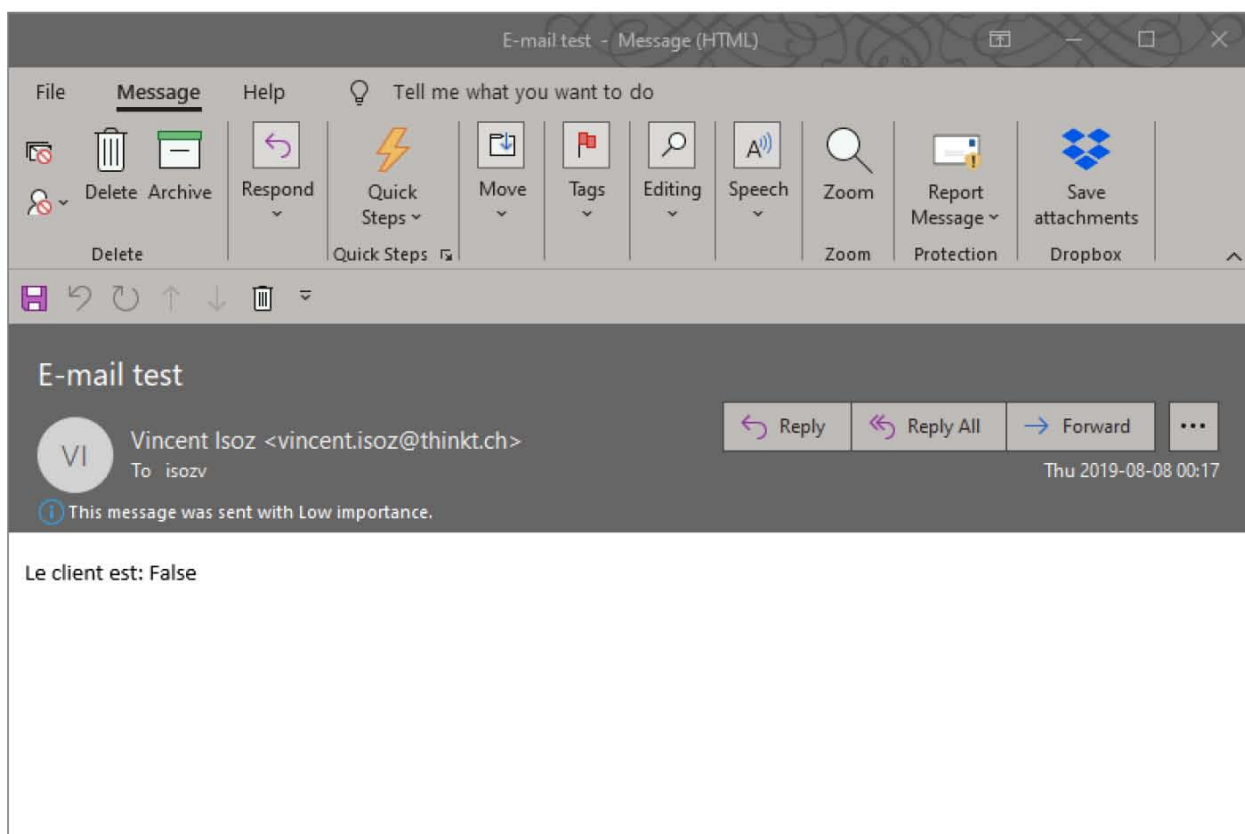 E-mail test - Message (HTML)
File Message Help Tell me what you want to do
Delete Archive Respond Quick Steps Move Tags Editing Speech Zoom Report Message Save attachments
Delete Quick Steps Zoom Protection Dropbox
E-mail test
VI
Vincent Isoz <vincent.isoz@thinkt.ch>
To isozv
Reply Reply All Forward
Thu 2019-08-08 00:17
This message was sent with Low importance.
Le client est: False